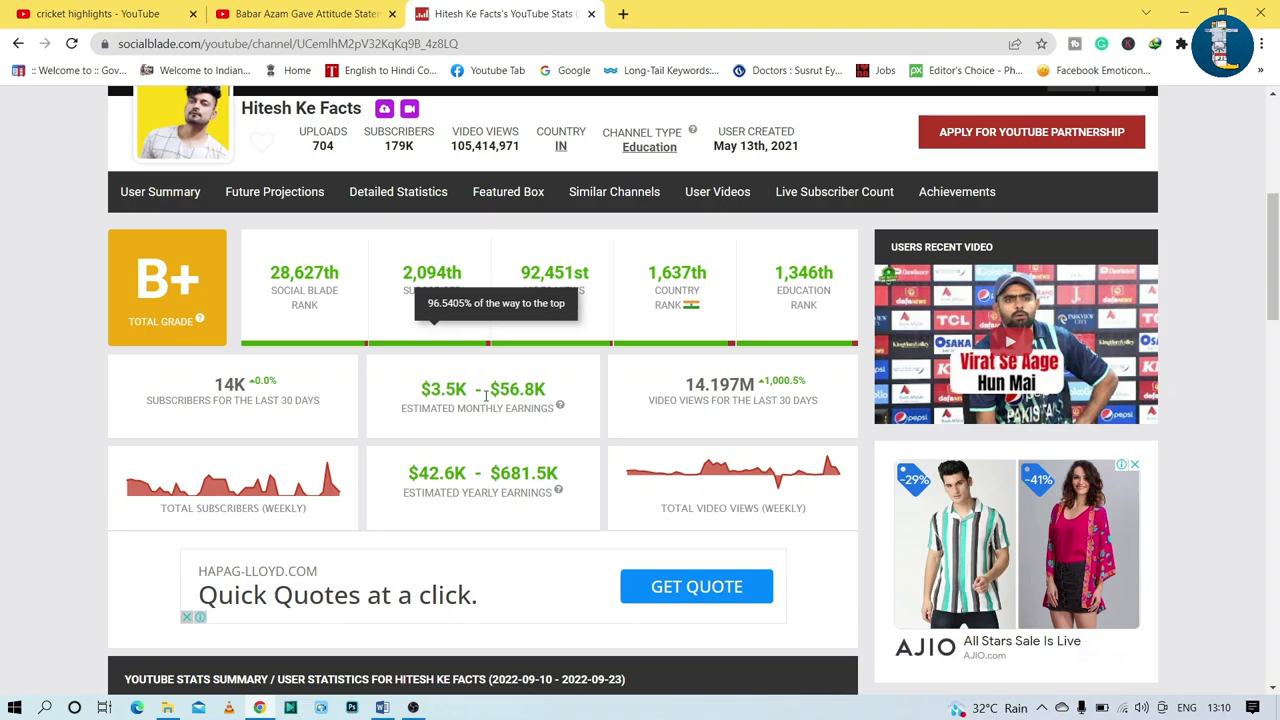 cricket highlights - YouTube
Babar Azam Gave Attitude Staten
Hitesh Ke Facts's YouTube Stats (S
socialblade.com/youtube/channel/UCemlhM2pV32KqKq9B_4z8LQ
:: Welcome to :: Gov...
Welcome to Indian...
Home
English to Hindi Co...
YouTube Tab
Google
Long-Tail Keywords:...
Doctors : Susrut Ey...
Jobs
Editor's Choice - Ph...
Facebook Emoticon...
Hitesh Ke Facts
UPLOADS
704
SUBSCRIBERS
179K
VIDEO VIEWS
105,414,971
COUNTRY
IN
CHANNEL TYPE
Education
USER CREATED
May 13th, 2021
APPLY FOR YOUTUBE PARTNERSHIP
User Summary
Future Projections
Detailed Statistics
Featured Box
Similar Channels
User Videos
Live Subscriber Count
Achievements
B+
TOTAL GRADE
28,627th
SOCIAL BLADE
RANK
2,094th
96.5405% of the way to the top
92,451st
1,637th
COUNTRY
RANK
1,346th
EDUCATION
RANK
14K 0.0%
SUBSCRIBERS FOR THE LAST 30 DAYS
$3.5K - $56.8K
ESTIMATED MONTHLY EARNINGS
14.197M 1,000.5%
VIDEO VIEWS FOR THE LAST 30 DAYS
TOTAL SUBSCRIBERS (WEEKLY)
$42.6K - $681.5K
ESTIMATED YEARLY EARNINGS
TOTAL VIDEO VIEWS (WEEKLY)
HAPAG-LLOYD.COM
Quick Quotes at a click.
GET QUOTE
YOUTUBE STATS SUMMARY / USER STATISTICS FOR HITESH KE FACTS (2022-09-10 - 2022-09-23)
USERS RECENT VIDEO
TCL
OSAKA
PARKVIEW
CITY
TCL
Virat Se Aage
Hun Mai
pepsi
PAKISTAN
pepsi
-29%
-41%
AJIO
All Stars Sale Is Live
AJIO.com
32°C Rain
ENG
13:10